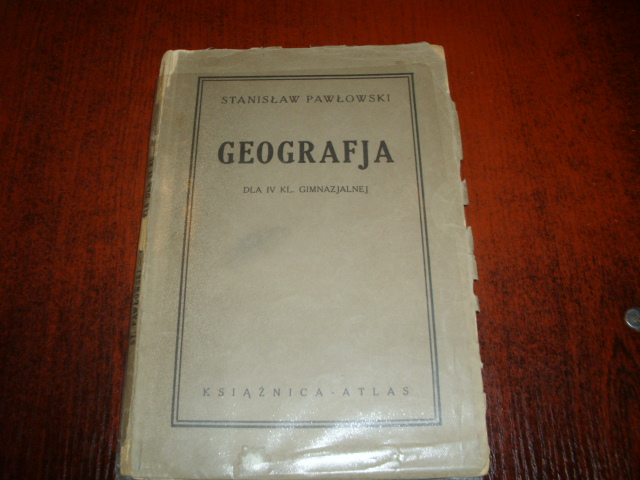 STANISŁAW PAWŁOWSKI
GEOGRAFJA
DLA IV KL. GIMNAZJALNEJ
KSIĄŻNICA-ATLAS